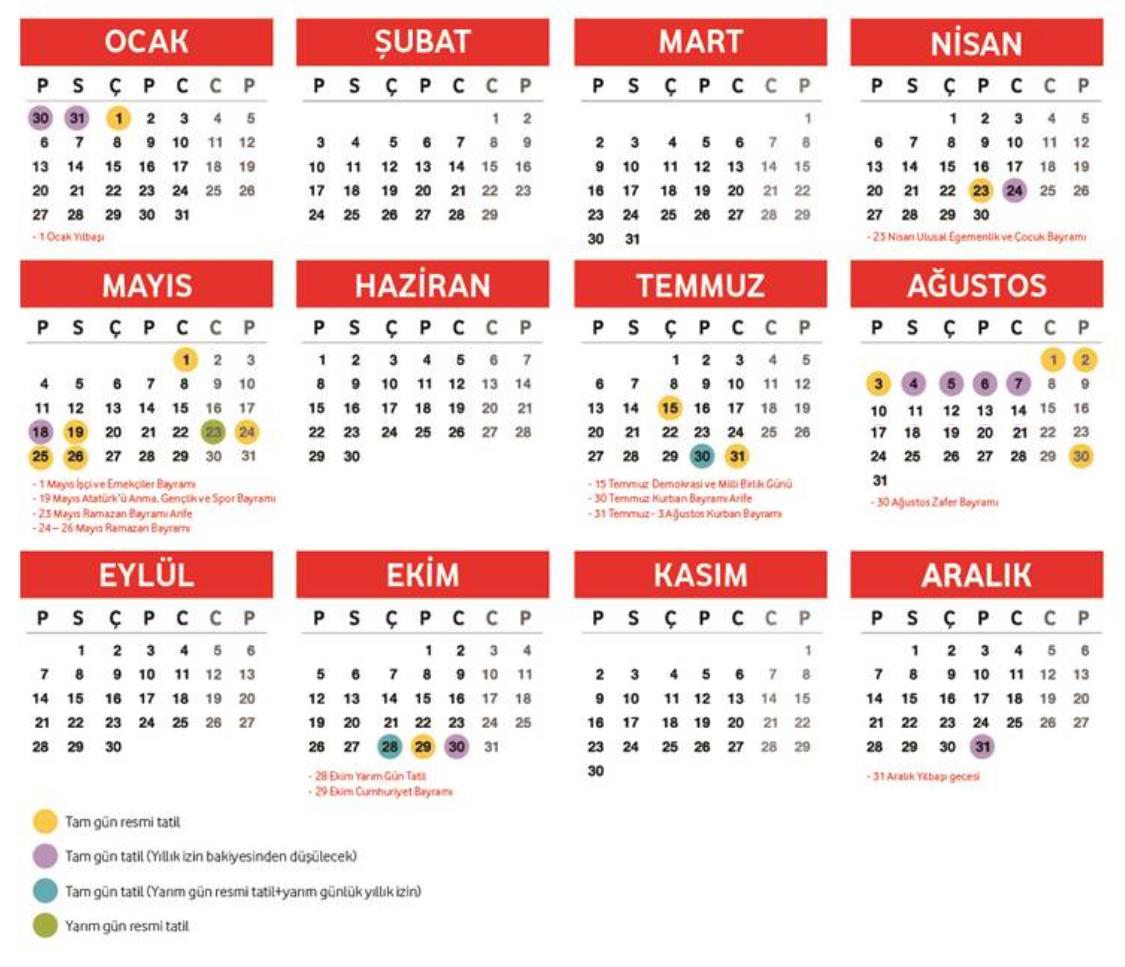 OCAK ŞUBAT MART NİSAN
P S Ç P C C P P S Ç P C C P P S Ç P C C P P S Ç P C C P
30 31 1 2 3 4 5 1 2 1 1 2 3 4 5
6 7 8 9 10 11 12 3 4 5 6 7 8 9 2 3 4 5 6 7 8 6 7 8 9 10 11 12
13 14 15 16 17 18 19 10 11 12 13 14 15 16 9 10 11 12 13 14 15 13 14 15 16 17 18 19
20 21 22 23 24 25 26 17 18 19 20 21 22 23 16 17 18 19 20 21 22 20 21 22 23 24 25 26
27 28 29 30 31 24 25 26 27 28 29 23 24 25 26 27 28 29 27 28 29 30
- 1 Ocak Yılbaşı 30 31 - 23 Nisan Ulusal Egemenlik ve Çocuk Bayramı
MAYIS HAZİRAN TEMMUZ AĞUSTOS
P S Ç P C C P P S Ç P C C P P S Ç P C C P P S Ç P C C P
1 2 3 1 2 3 4 5 6 7 1 2 3 4 5 1 2
4 5 6 7 8 9 10 8 9 10 11 12 13 14 6 7 8 9 10 11 12 3 4 5 6 7 8 9
11 12 13 14 15 16 17 15 16 17 18 19 20 21 13 14 15 16 17 18 19 10 11 12 13 14 15 16
18 19 20 21 22 23 24 22 23 24 25 26 27 28 20 21 22 23 24 25 26 17 18 19 20 21 22 23
25 26 27 28 29 30 31 29 30 27 28 29 30 31 24 25 26 27 28 29 30
31
- 1 Mayıs İşçi ve Emekçiler Bayramı
- 19 Mayıs Atatürk'ü Anma, Gençlik ve Spor Bayramı
- 23 Mayıs Ramazan Bayramı Arife
- 24 – 26 Mayıs Ramazan Bayramı
- 15 Temmuz Demokrasi ve Milli Birlik Günü
- 30 Temmuz Kurban Bayramı Arife
- 31 Temmuz - 3 Ağustos Kurban Bayramı
- 30 Ağustos Zafer Bayramı
EYLÜL EKİM KASIM ARALIK
P S Ç P C C P P S Ç P C C P P S Ç P C C P P S Ç P C C P
1 2 3 4 5 6 1 2 3 4 1 1 2 3 4 5 6
7 8 9 10 11 12 13 5 6 7 8 9 10 11 2 3 4 5 6 7 8 7 8 9 10 11 12 13
14 15 16 17 18 19 20 12 13 14 15 16 17 18 9 10 11 12 13 14 15 14 15 16 17 18 19 20
21 22 23 24 25 26 27 19 20 21 22 23 24 25 16 17 18 19 20 21 22 21 22 23 24 25 26 27
28 29 30 26 27 28 29 30 31 23 24 25 26 27 28 29 28 29 30 31
30
- 28 Ekim Yarım Gün Tatil
- 29 Ekim Cumhuriyet Bayramı
- 31 Aralık Yılbaşı gecesi
Tam gün resmi tatil
Tam gün tatil (Yıllık izin bakiyesinden düşülecek)
Tam gün tatil (Yarım gün resmi tatil+yarım günlük yıllık izin)
Yarım gün resmi tatil